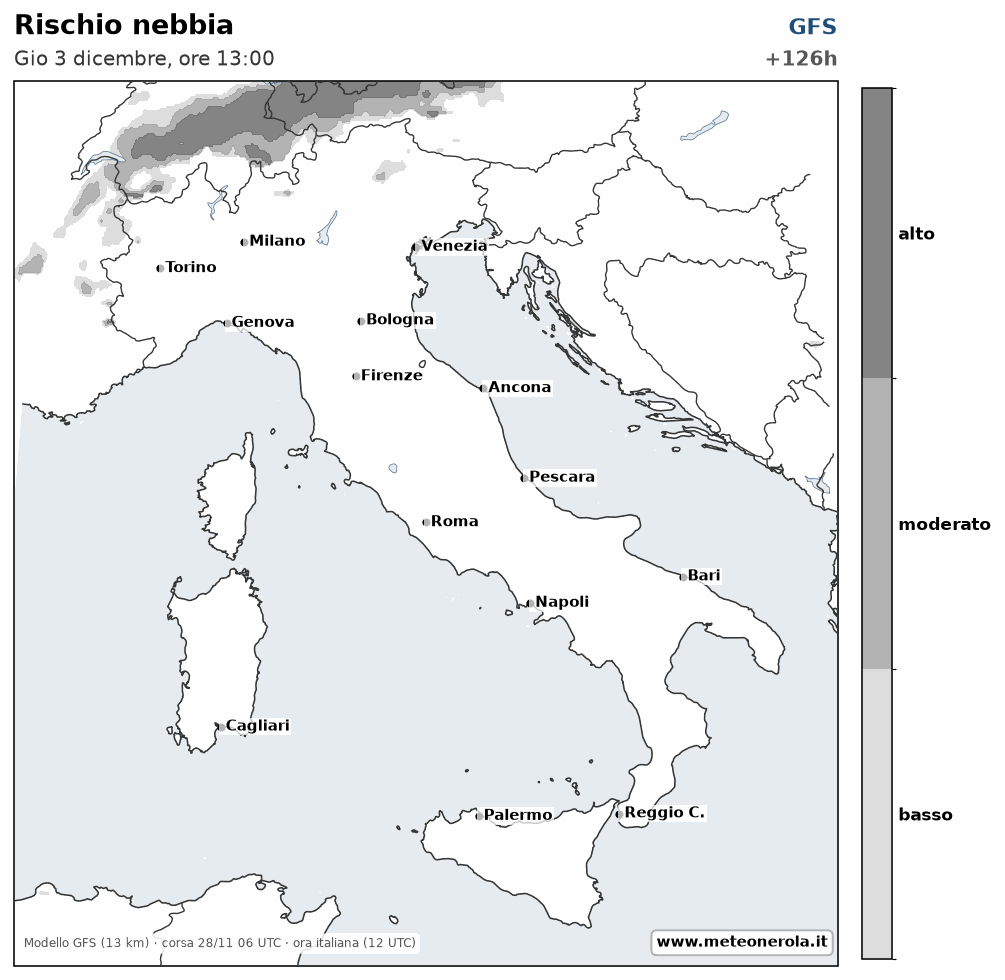 Rischio nebbia
GFS
Gio 3 dicembre, ore 13:00
+126h
alto
moderato
basso
Milano
Venezia
Torino
Genova
Bologna
Firenze
Ancona
Pescara
Roma
Bari
Napoli
Cagliari
Palermo
Reggio C.
Modello GFS (13 km) · corsa 28/11 06 UTC · ora italiana (12 UTC)
www.meteonerola.it